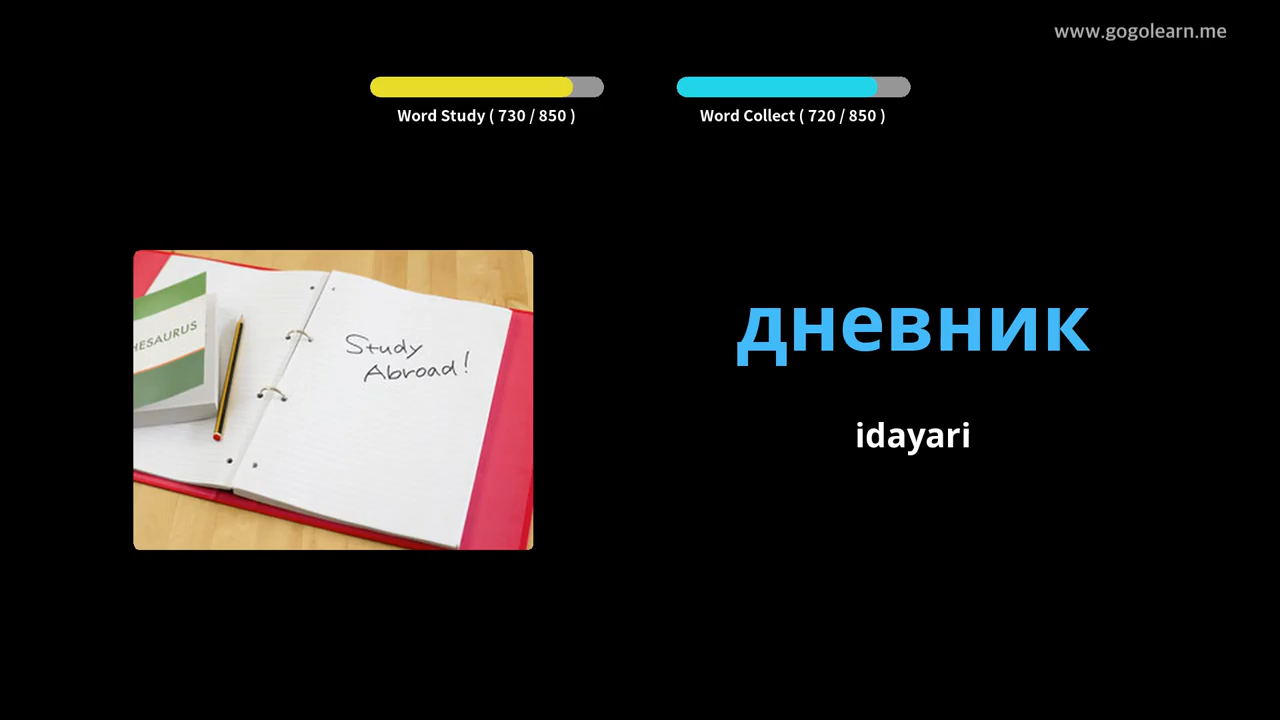 www.gogolearn.me
Word Study ( 730 / 850 )
Word Collect ( 720 / 850 )
HESAURUS
Study
Abroad!
дневник
idayari